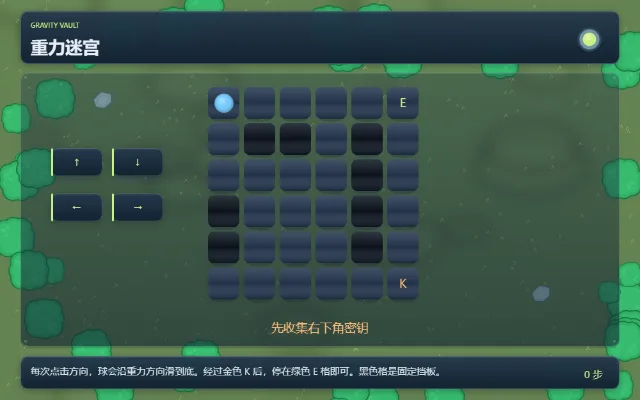 GRAVITY VAULT
重力迷宫
E
↑ ↓
← →
K
先收集右下角密钥
每次点击方向，球会沿重力方向滑到底。经过金色 K 后，停在绿色 E 格即可。黑色格是固定挡板。
0 步